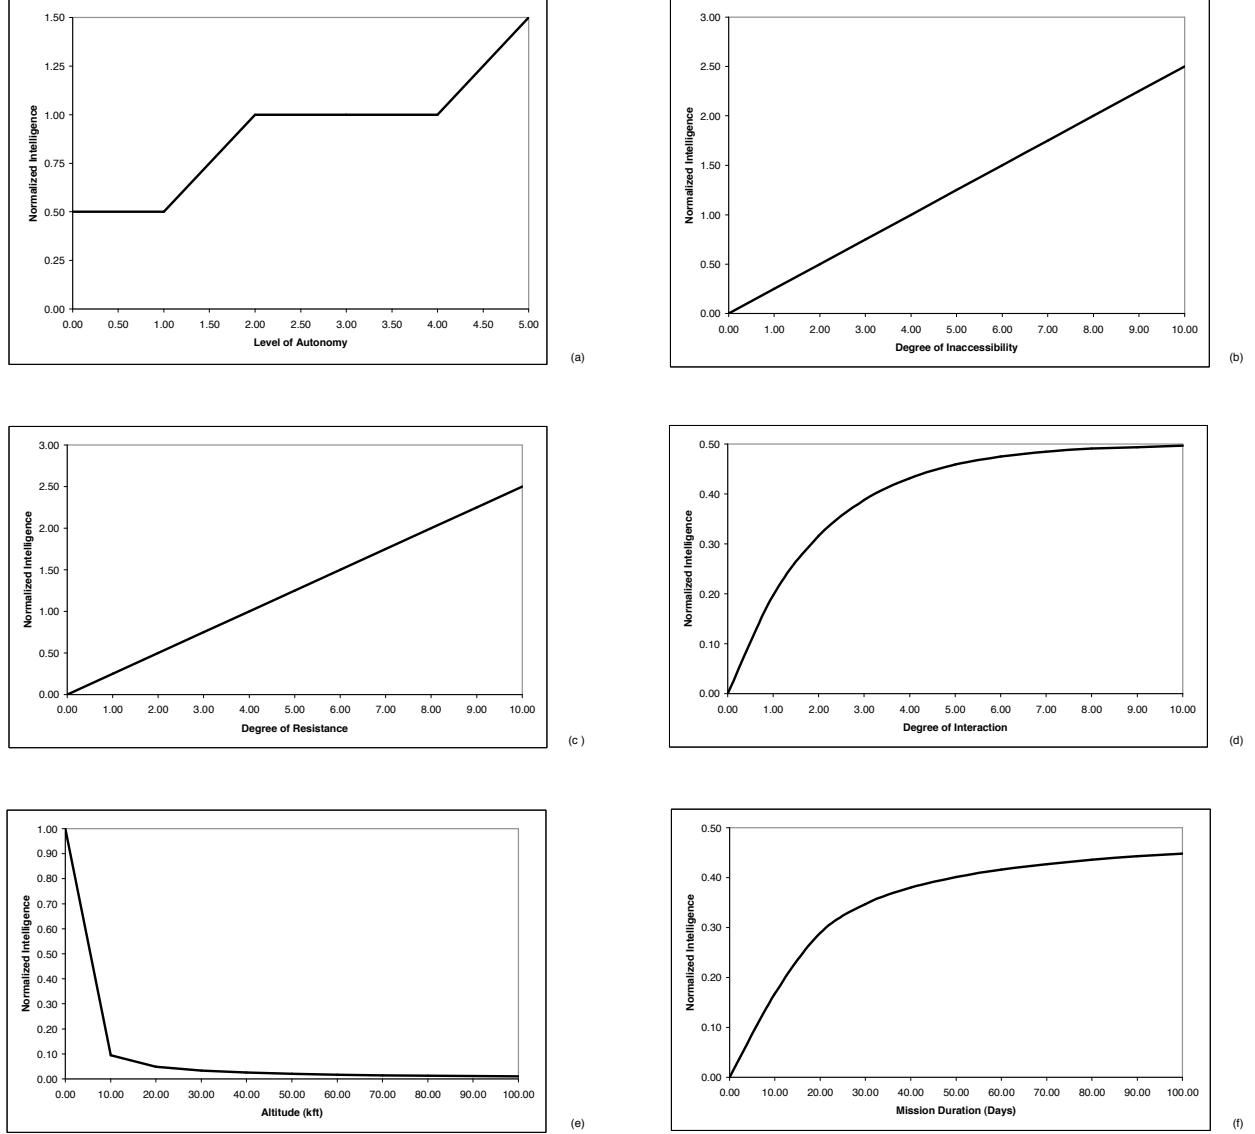 1.50
1.25
1.00
0.75
0.50
0.25
0.00
Normalized Intelligence
0.00 0.50 1.00 1.50 2.00 2.50 3.00 3.50 4.00 4.50 5.00
Level of Autonomy
(a)
3.00
2.50
2.00
1.50
1.00
0.50
0.00
Normalized Intelligence
0.00 1.00 2.00 3.00 4.00 5.00 6.00 7.00 8.00 9.00 10.00
Degree of Inaccessibility
(b)
3.00
2.50
2.00
1.50
1.00
0.50
0.00
Normalized Intelligence
0.00 1.00 2.00 3.00 4.00 5.00 6.00 7.00 8.00 9.00 10.00
Degree of Resistance
(c )
0.50
0.40
0.30
0.20
0.10
0.00
Normalized Intelligence
0.00 1.00 2.00 3.00 4.00 5.00 6.00 7.00 8.00 9.00 10.00
Degree of Interaction
(d)
1.00
0.90
0.80
0.70
0.60
0.50
0.40
0.30
0.20
0.10
0.00
Normalized Intelligence
0.00 10.00 20.00 30.00 40.00 50.00 60.00 70.00 80.00 90.00 100.00
Altitude (kft)
(e)
0.50
0.40
0.30
0.20
0.10
0.00
Normalized Intelligence
0.00 10.00 20.00 30.00 40.00 50.00 60.00 70.00 80.00 90.00 100.00
Mission Duration (Days)
(f)